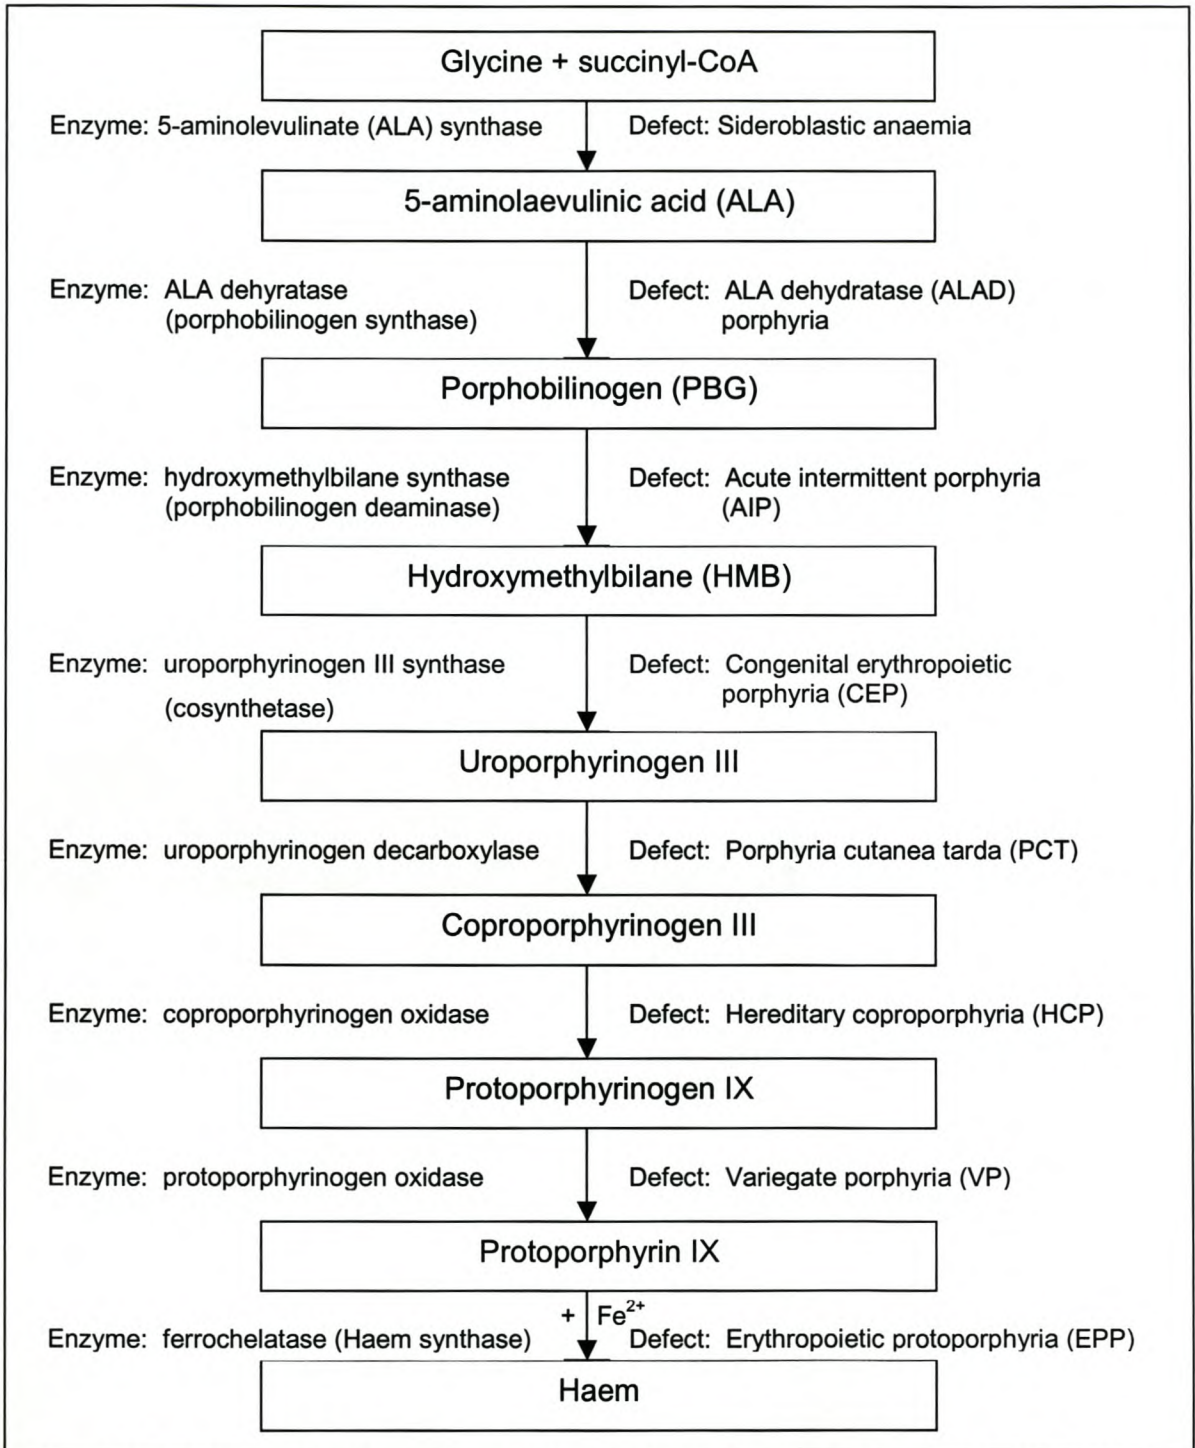 Glycine + succinyl-CoA
Enzyme: 5-aminolevulinate (ALA) synthase Defect: Sideroblastic anaemia
5-aminolaevulinic acid (ALA)
Enzyme: ALA dehyratase Defect: ALA dehydratase (ALAD)
(porphobilinogen synthase) porphyria
Porphobilinogen (PBG)
Enzyme: hydroxymethylbilane synthase Defect: Acute intermittent porphyria
(porphobilinogen deaminase) (AIP)
Hydroxymethylbilane (HMB)
Enzyme: uroporphyrinogen III synthase Defect: Congenital erythropoietic
(cosynthetase) porphyria (CEP)
Uroporphyrinogen III
Enzyme: uroporphyrinogen decarboxylase Defect: Porphyria cutanea tarda (PCT)
Coproporphyrinogen III
Enzyme: coproporphyrinogen oxidase Defect: Hereditary coproporphyria (HCP)
Protoporphyrinogen IX
Enzyme: protoporphyrinogen oxidase Defect: Variegate porphyria (VP)
Protoporphyrin IX
+ Fe²⁺
Enzyme: ferrochelatase (Haem synthase) Defect: Erythropoietic protoporphyria (EPP)
Haem